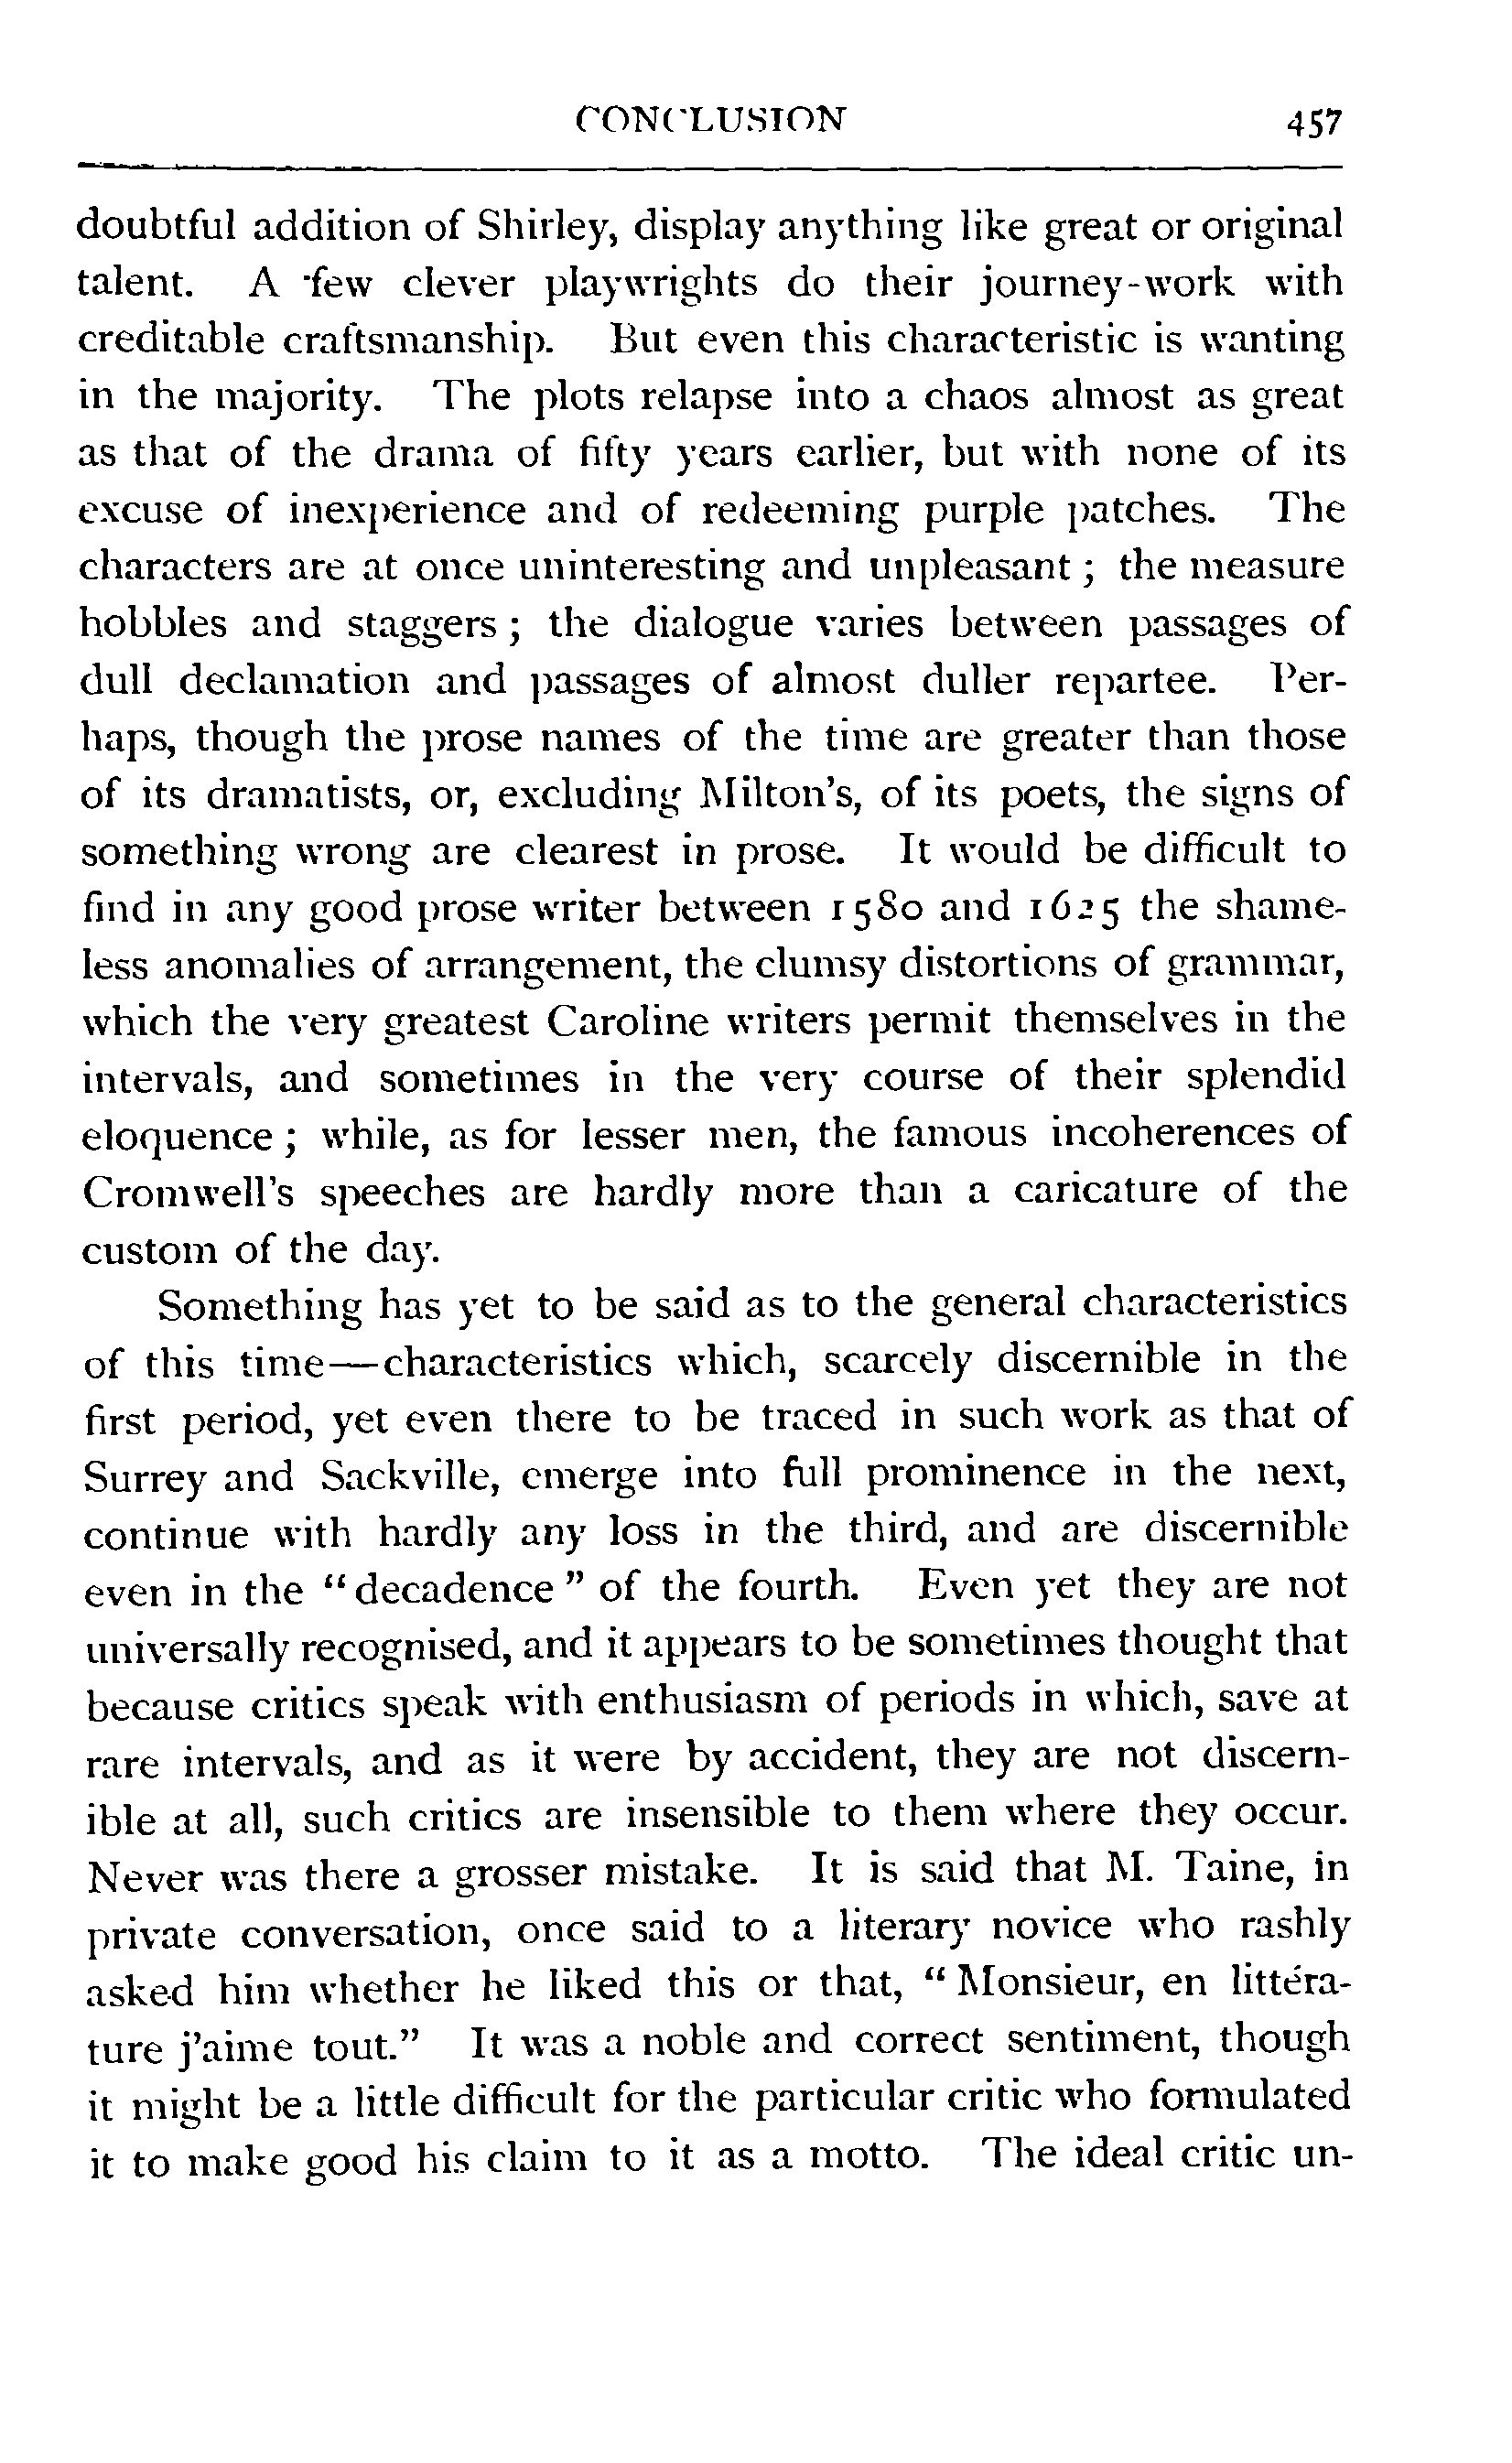 CONCLUSION 457
doubtful addition of Shirley, display anything like great or original
talent. A few clever playwrights do their journey-work with
creditable craftsmanship. But even this characteristic is wanting
in the majority. The plots relapse into a chaos almost as great
as that of the drama of fifty years earlier, but with none of its
excuse of inexperience and of redeeming purple patches. The
characters are at once uninteresting and unpleasant; the measure
hobbles and staggers; the dialogue varies between passages of
dull declamation and passages of almost duller repartee. Per-
haps, though the prose names of the time are greater than those
of its dramatists, or, excluding Milton's, of its poets, the signs of
something wrong are clearest in prose. It would be difficult to
find in any good prose writer between 1580 and 1625 the shame-
less anomalies of arrangement, the clumsy distortions of grammar,
which the very greatest Caroline writers permit themselves in the
intervals, and sometimes in the very course of their splendid
eloquence; while, as for lesser men, the famous incoherences of
Cromwell's speeches are hardly more than a caricature of the
custom of the day.
Something has yet to be said as to the general characteristics
of this time—characteristics which, scarcely discernible in the
first period, yet even there to be traced in such work as that of
Surrey and Sackville, emerge into full prominence in the next,
continue with hardly any loss in the third, and are discernible
even in the "decadence" of the fourth. Even yet they are not
universally recognised, and it appears to be sometimes thought that
because critics speak with enthusiasm of periods in which, save at
rare intervals, and as it were by accident, they are not discern-
ible at all, such critics are insensible to them where they occur.
Never was there a grosser mistake. It is said that M. Taine, in
private conversation, once said to a literary novice who rashly
asked him whether he liked this or that, "Monsieur, en littéra-
ture j'aime tout." It was a noble and correct sentiment, though
it might be a little difficult for the particular critic who formulated
it to make good his claim to it as a motto. The ideal critic un-